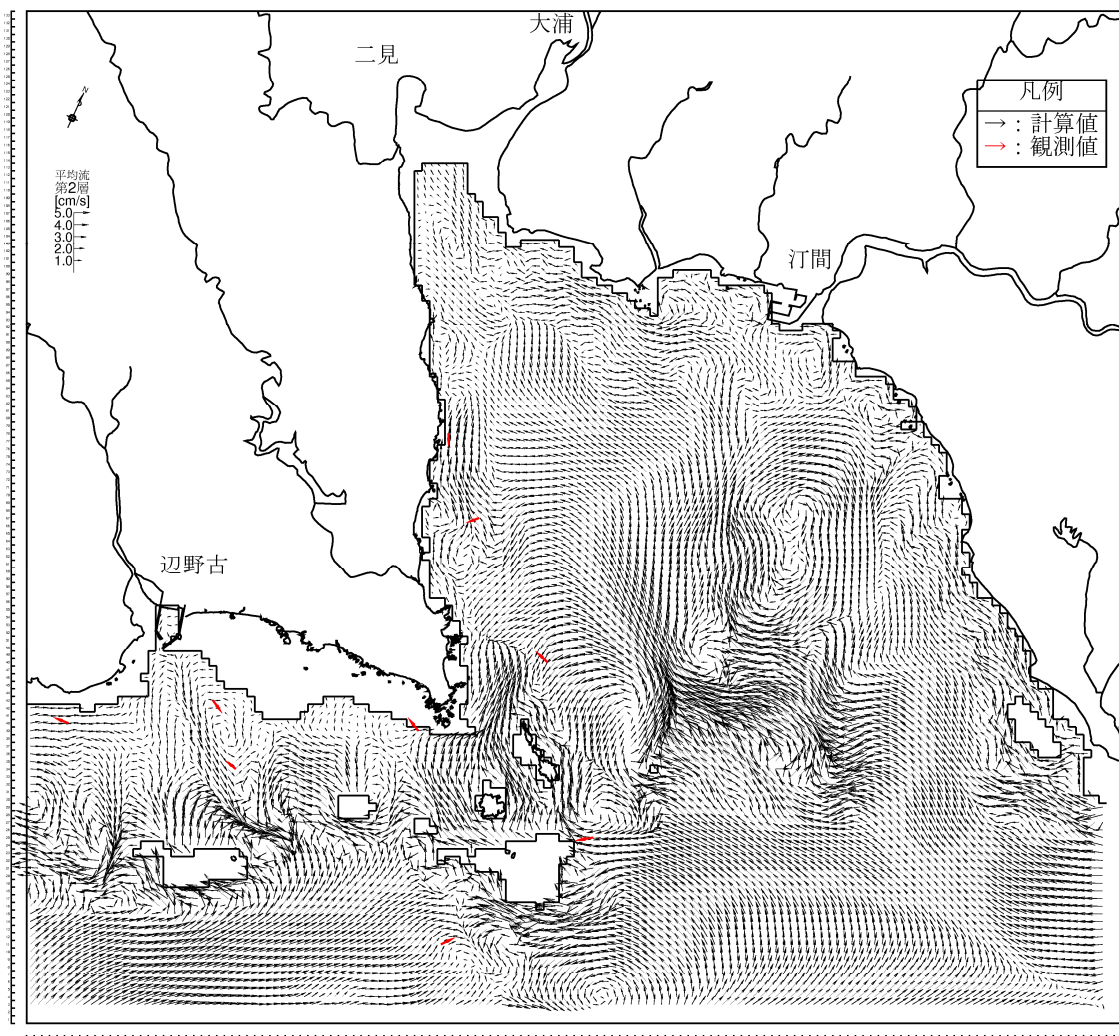 大浦
二見
凡例
→ : 計算値
→ : 観測値
N
平均流
第2層
[cm/s]
5.0
4.0
3.0
2.0
1.0
汀間
辺野古